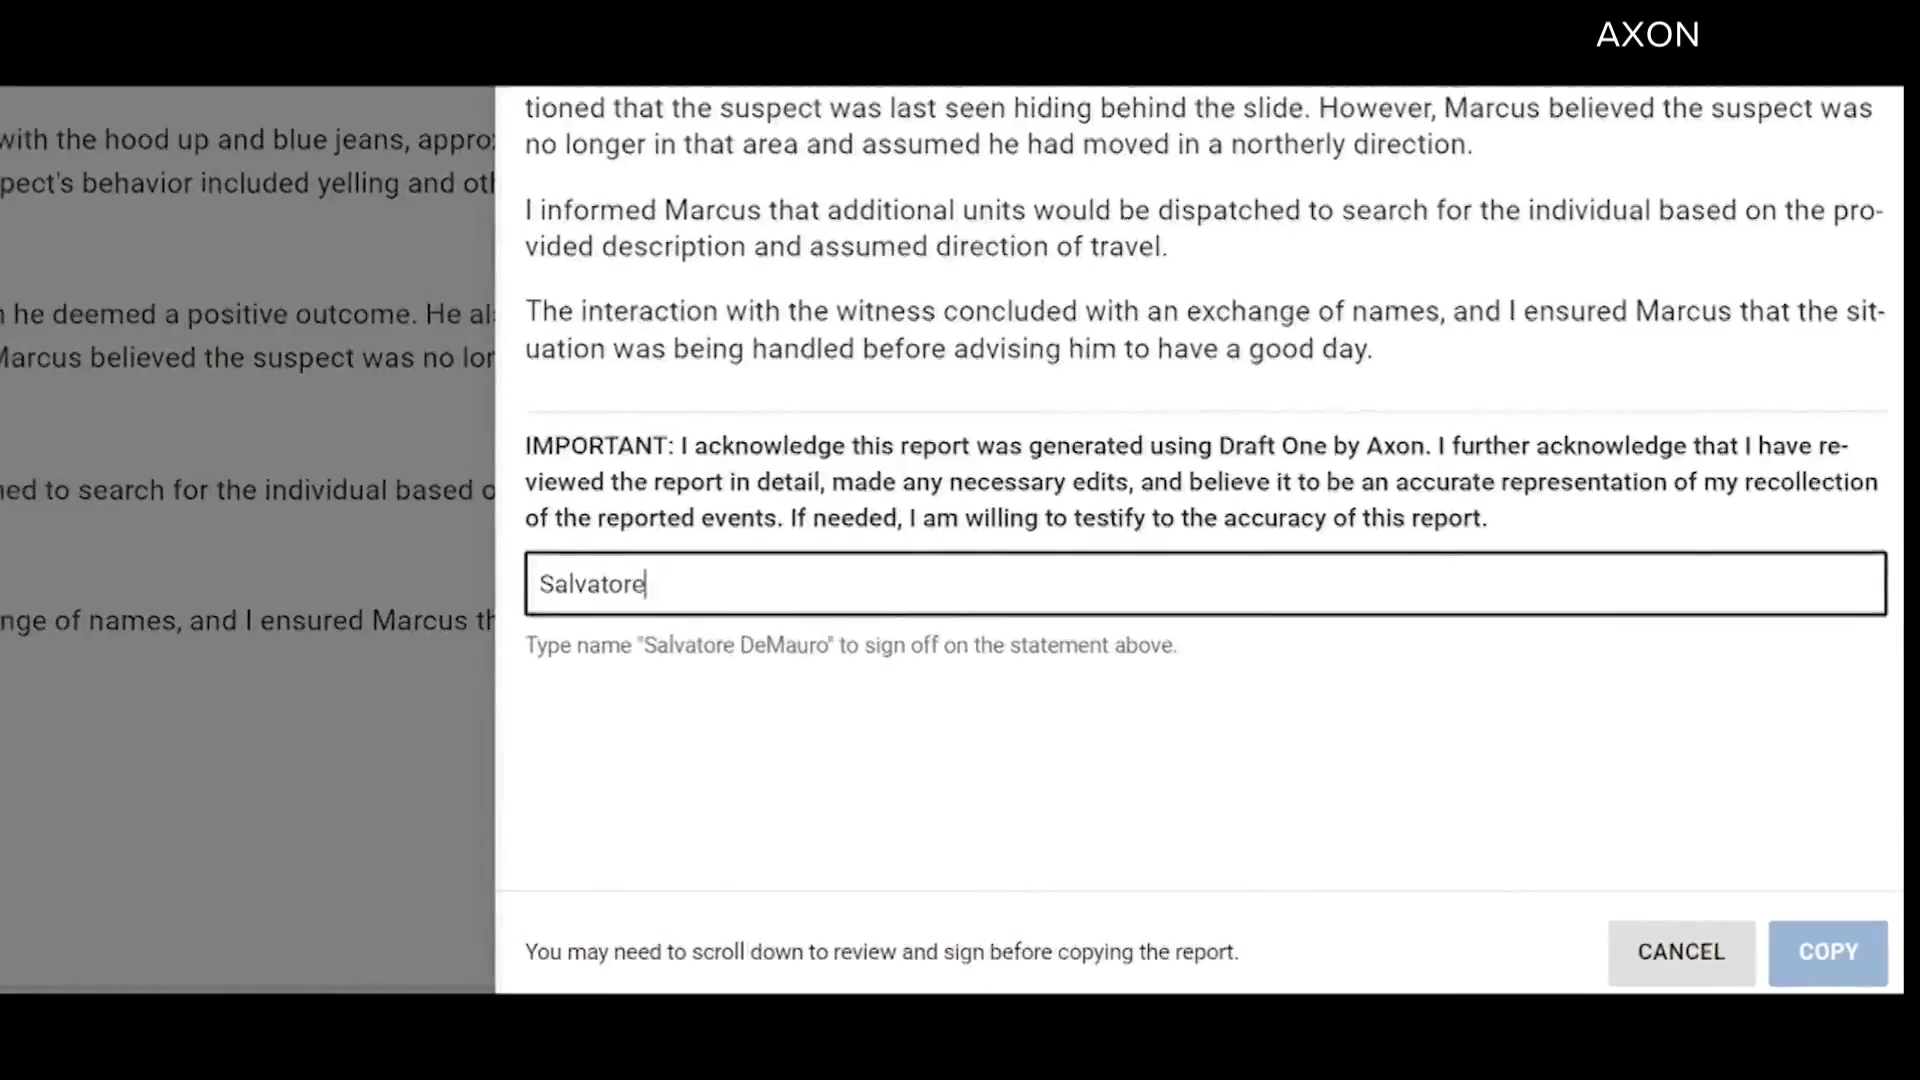 AXON
with the hood up and blue jeans, appro
pect's behavior included yelling and ot
he deemed a positive outcome. He al
Marcus believed the suspect was no lon
ned to search for the individual based o
nge of names, and I ensured Marcus th
tioned that the suspect was last seen hiding behind the slide. However, Marcus believed the suspect was
no longer in that area and assumed he had moved in a northerly direction.
I informed Marcus that additional units would be dispatched to search for the individual based on the pro-
vided description and assumed direction of travel.
The interaction with the witness concluded with an exchange of names, and I ensured Marcus that the sit-
uation was being handled before advising him to have a good day.
IMPORTANT: I acknowledge this report was generated using Draft One by Axon. I further acknowledge that I have re-
viewed the report in detail, made any necessary edits, and believe it to be an accurate representation of my recollection
of the reported events. If needed, I am willing to testify to the accuracy of this report.
Salvatore
Type name "Salvatore DeMauro" to sign off on the statement above.
You may need to scroll down to review and sign before copying the report.
CANCEL
COPY